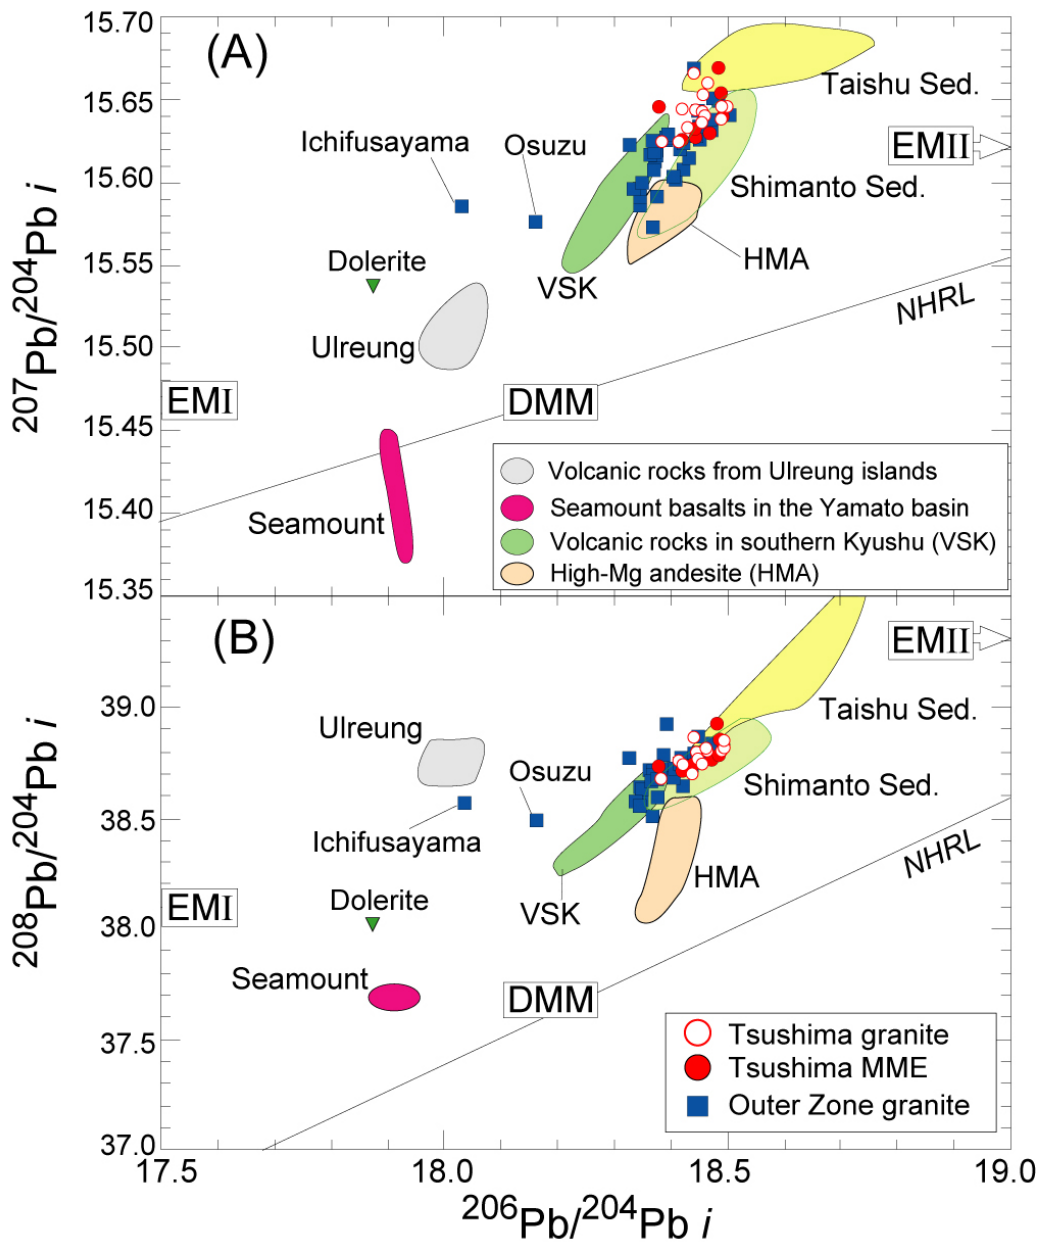 (A)
15.70
15.65
15.60
15.55
15.50
15.45
15.40
15.35
207Pb/204Pb i
Taishu Sed.
EMII
Ichifusayama
Osuzu
Shimanto Sed.
Dolerite
VSK
HMA
NHRL
Ulreung
EMI
DMM
Seamount
Volcanic rocks from Ulreung islands
Seamount basalts in the Yamato basin
Volcanic rocks in southern Kyushu (VSK)
High-Mg andesite (HMA)
(B)
39.0
38.5
38.0
37.5
37.0
208Pb/204Pb i
EMII
Taishu Sed.
Ulreung
Osuzu
Shimanto Sed.
Ichifusayama
NHRL
HMA
Dolerite
VSK
EMI
Seamount
DMM
Tsushima granite
Tsushima MME
Outer Zone granite
17.5
18.0
18.5
19.0
206Pb/204Pb i